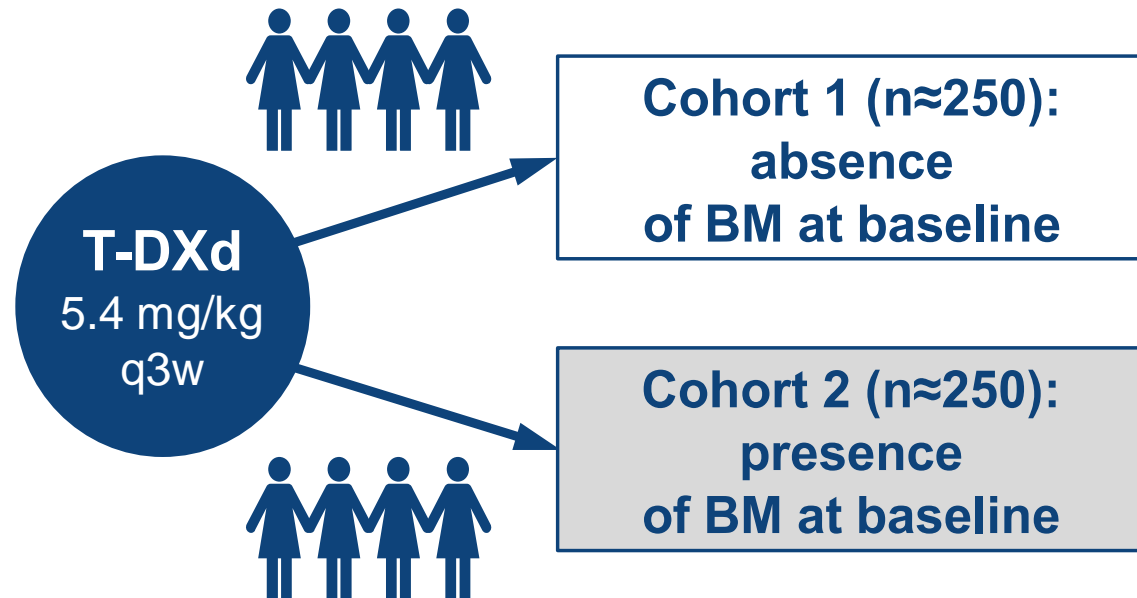 T-DXd
5.4 mg/kg
q3w
Cohort 1 (n≈250):
absence
of BM at baseline
Cohort 2 (n≈250):
presence
of BM at baseline